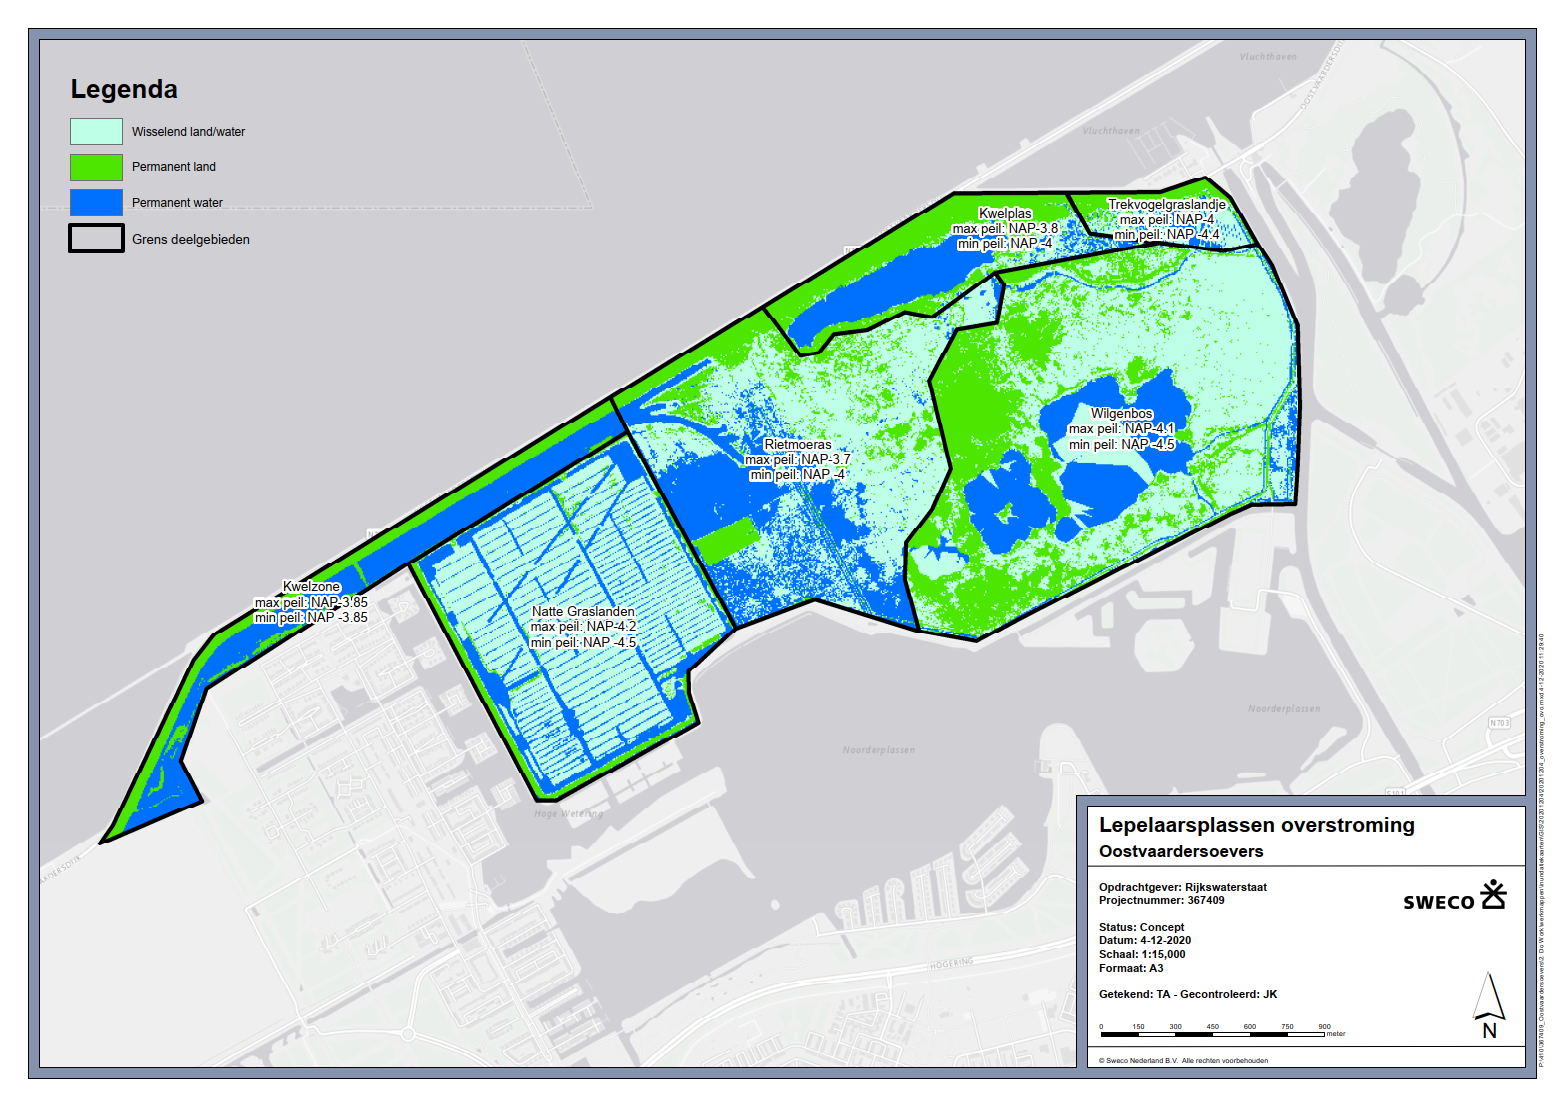 Legenda
Wisselend land/water
Permanent land
Permanent water
Grens deelgebieden
Vluchthaven
Vluchthaven
OOSTVAARDERSDIJK
Kwelplas
max peil: NAP-3.8
min peil: NAP -4
Trekvogelgraslandje
max peil: NAP-4
min peil: NAP -4.4
Wilgenbos
max peil: NAP-4.1
min peil: NAP -4.5
Rietmoeras
max peil: NAP-3.7
min peil: NAP -4
Kwelzone
max peil: NAP-3.85
min peil: NAP -3.85
Natte Graslanden
max peil: NAP-4.2
min peil: NAP -4.5
Noorderplassen
Noorderplassen
N 703
S 101
Hoge Wetering
HOGERING
Lepelaarsplassen overstroming
Oostvaardersoevers
Opdrachtgever: Rijkswaterstaat
Projectnummer: 367409
SWECO
Status: Concept
Datum: 4-12-2020
Schaal: 1:15,000
Formaat: A3
Getekend: TA - Gecontroleerd: JK
0 150 300 450 600 750 900
meter
N
© Sweco Nederland B.V. Alle rechten voorbehouden